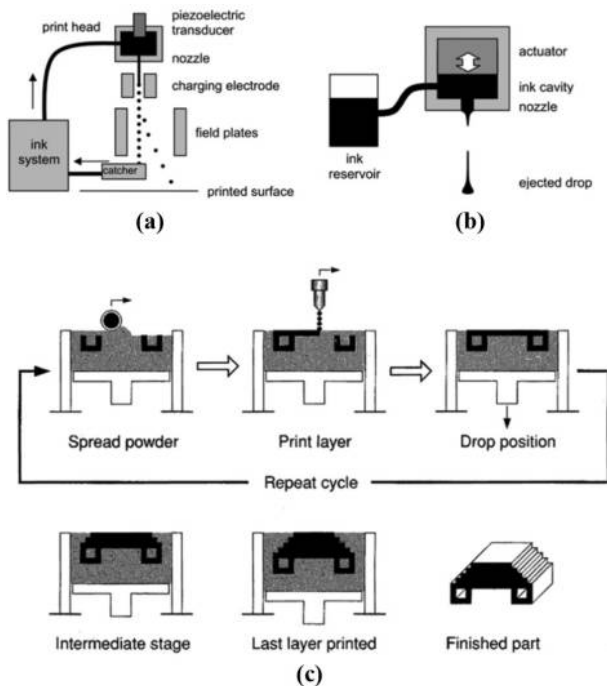 print head
piezoelectric
transducer
nozzle
charging electrode
field plates
ink
system
catcher
printed surface
(a)
actuator
ink cavity
nozzle
ink
reservoir
ejected drop
(b)
Spread powder
Print layer
Drop position
Repeat cycle
Intermediate stage
Last layer printed
Finished part
(c)